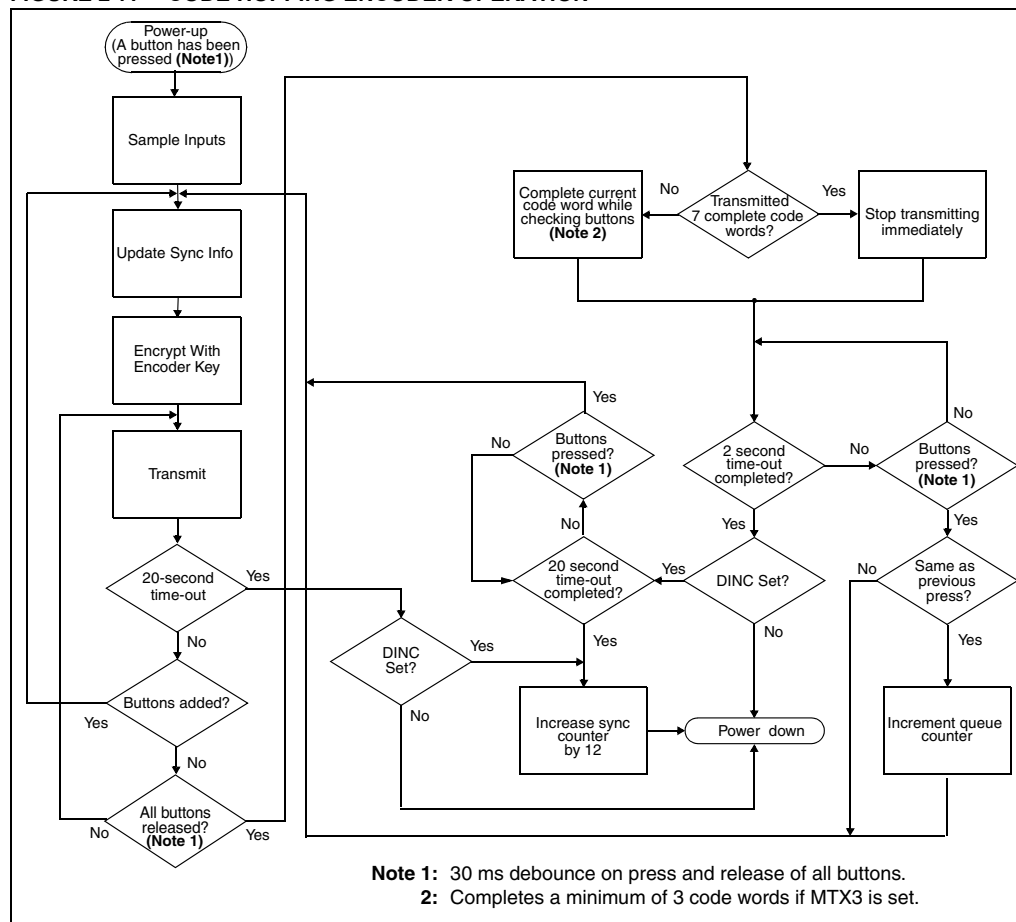 Power-up
(A button has been
pressed (Note1))
Sample Inputs
Update Sync Info
Encrypt With
Encoder Key
Transmit
20-second
time-out
Yes
No
Buttons added?
Yes
No
All buttons
released?
(Note 1)
No
Yes
DINC
Set?
Yes
No
Transmitted
7 complete code
words?
No
Yes
Complete current
code word while
checking buttons
(Note 2)
Stop transmitting
immediately
2 second
time-out
completed?
No
Yes
Buttons
pressed?
(Note 1)
No
Yes
Same as
previous
press?
No
Yes
Increment queue
counter
DINC Set?
Yes
No
20 second
time-out
completed?
No
Yes
Buttons
pressed?
(Note 1)
No
Yes
Increase sync
counter
by 12
Power down
Note 1: 30 ms debounce on press and release of all buttons.
2: Completes a minimum of 3 code words if MTX3 is set.